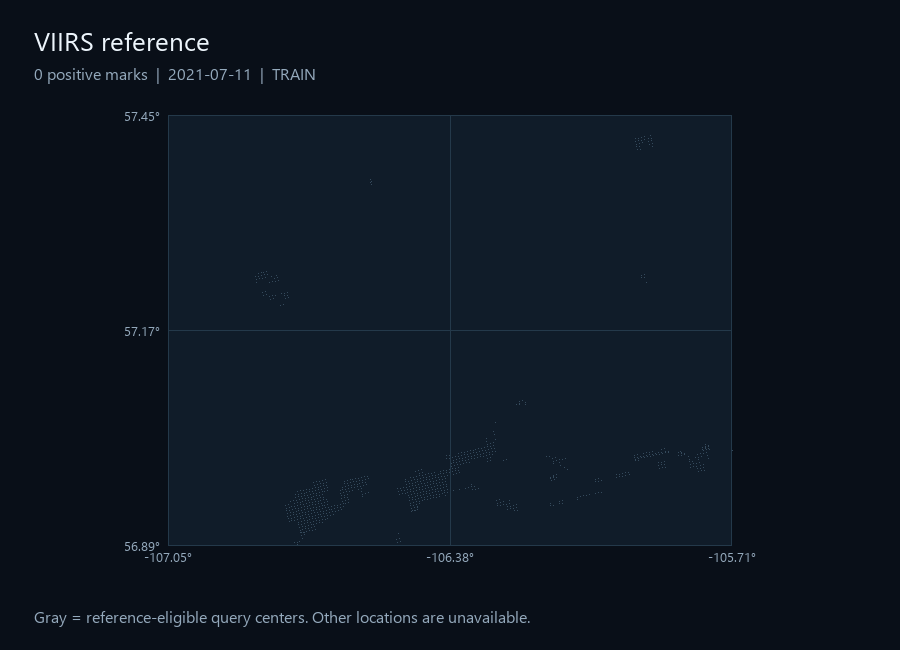 VIIRS reference
0 positive marks | 2021-07-11 | TRAIN
57.45°
57.17°
56.89°
-107.05°
-106.38°
-105.71°
Gray = reference-eligible query centers. Other locations are unavailable.